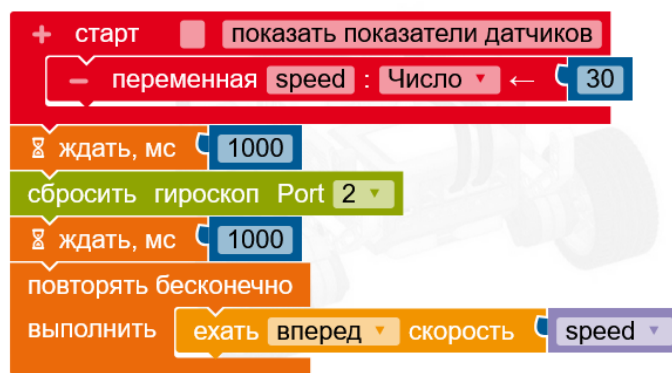 + старт показать показатели датчиков
– переменная speed : Число ▾ ← 30
ждать, мс 1000
сбросить гироскоп Port 2 ▾
ждать, мс 1000
повторять бесконечно
выполнить ехать вперед ▾ скорость speed ▾